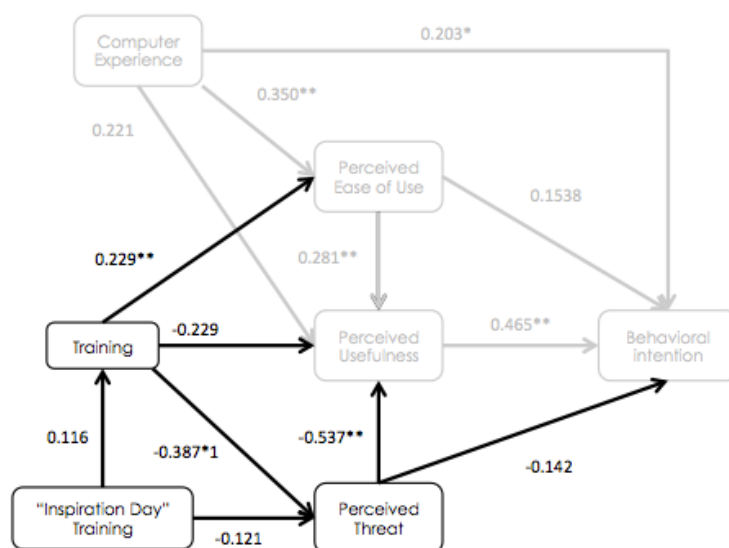 Computer
Experience
0.203*
0.350**
0.221
Perceived
Ease of Use
0.1538
0.229**
0.281**
Training
-0.229
Perceived
Usefulness
0.465**
Behavioral
intention
0.116
-0.387*1
-0.537**
-0.142
"Inspiration Day"
Training
-0.121
Perceived
Threat